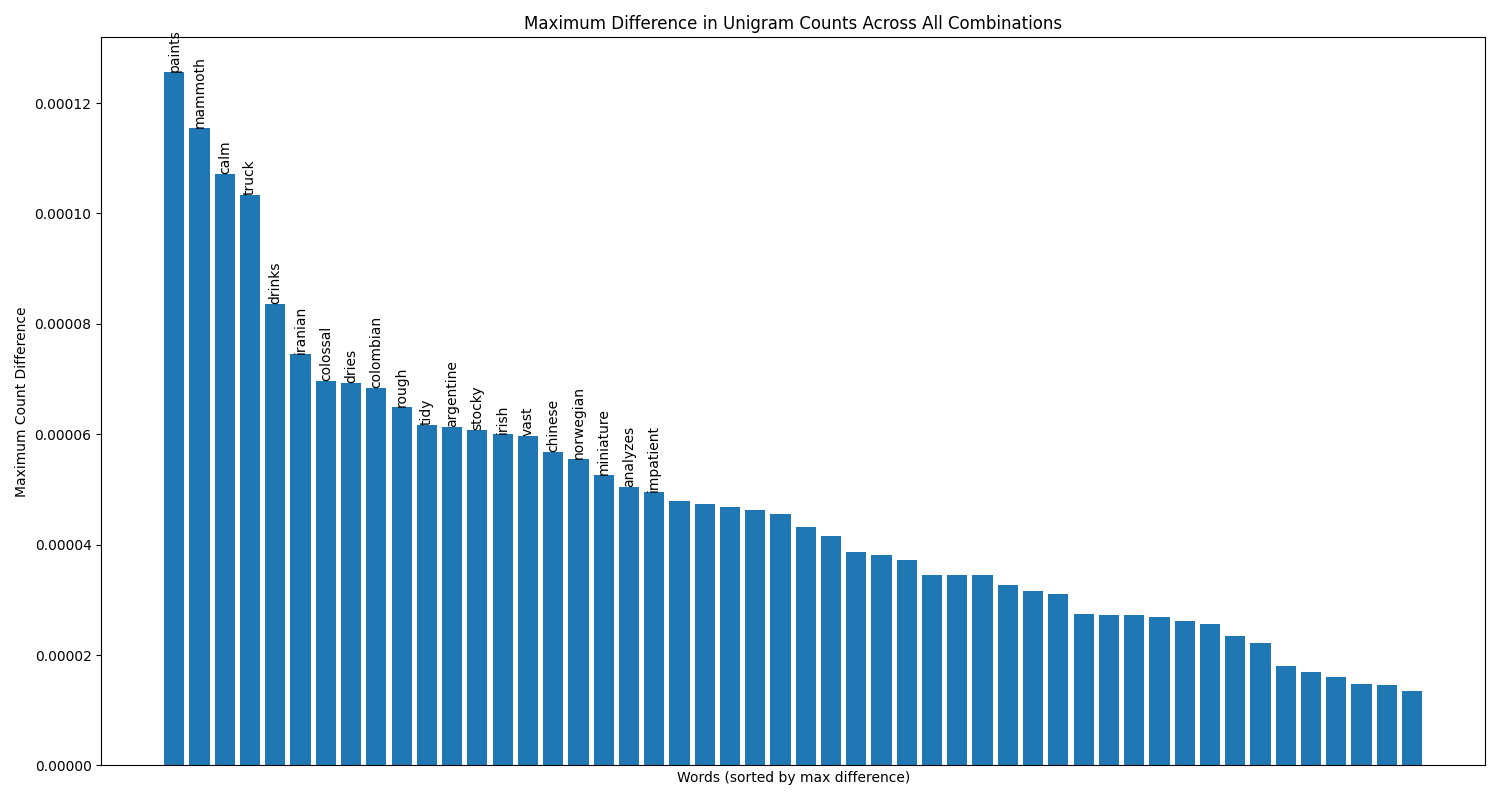 Maximum Difference in Unigram Counts Across All Combinations
Maximum Count Difference
0.00012
0.00010
0.00008
0.00006
0.00004
0.00002
0.00000
paints
mammoth
calm
truck
drinks
iranian
colossal
dries
colombian
rough
tidy
argentine
stocky
irish
vast
chinese
norwegian
miniature
analyzes
impatient
Words (sorted by max difference)